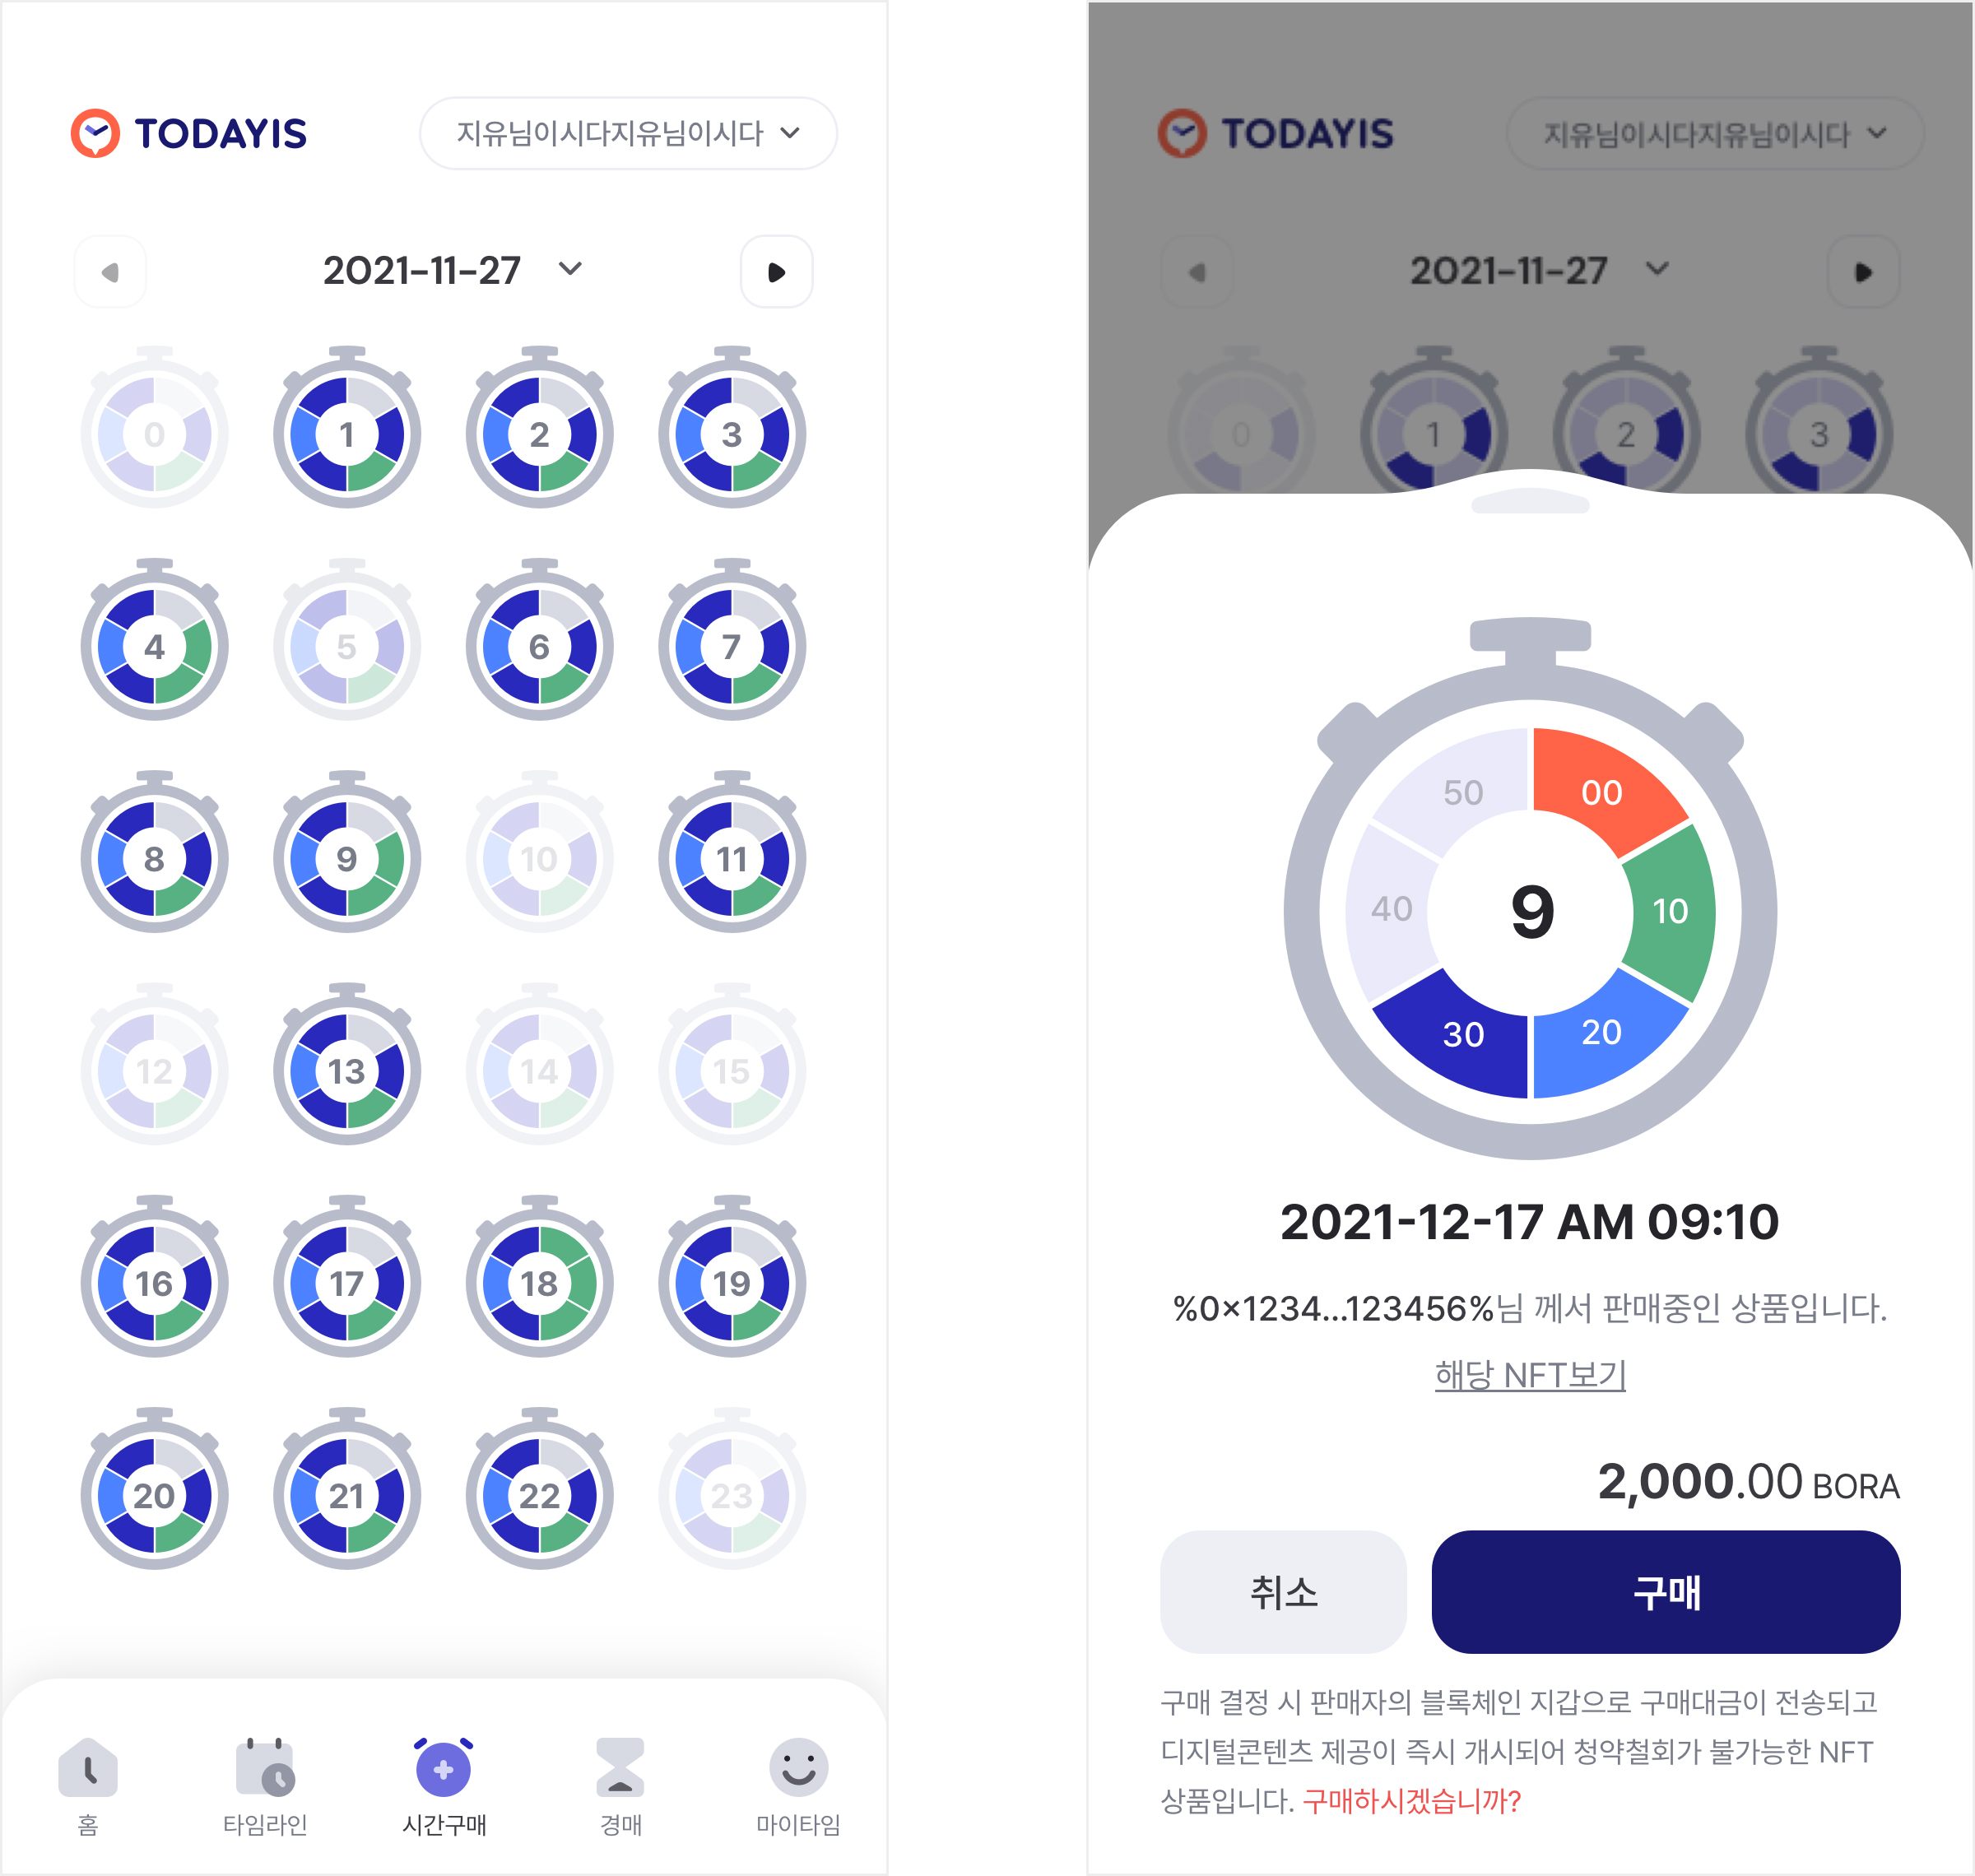 TODAYIS
지유님이시다지유님이시다
2021-11-27
0 1 2 3
4 5 6 7
8 9 10 11
12 13 14 15
16 17 18 19
20 21 22 23
홈 타임라인 시간구매 경매 마이타임
TODAYIS
지유님이시다지유님이시다
2021-11-27
0 1 2 3
50 00
40 9 10
30 20
2021-12-17 AM 09:10
%0×1234...123456%님 께서 판매중인 상품입니다.
해당 NFT보기
2,000.00 BORA
취소 구매
구매 결정 시 판매자의 블록체인 지갑으로 구매대금이 전송되고
디지털콘텐츠 제공이 즉시 개시되어 청약철회가 불가능한 NFT
상품입니다. 구매하시겠습니까?